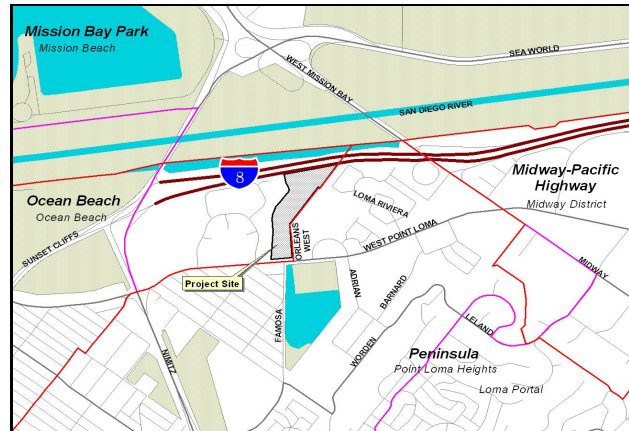 Mission Bay Park
Mission Beach
SEA WORLD
WEST MISSION BAY
SAN DIEGO RIVER
8
Midway-Pacific
Highway
Midway District
Ocean Beach
Ocean Beach
SUNSET CLIFFS
LOMA RIVIERA
ORLEANS
WEST
WEST POINT LOMA
MIDWAY
Project Site
ADRIAN
BARNARD
FAMOSA
LELAND
WORDEN
NIMITZ
Peninsula
Point Loma Heights
Loma Portal